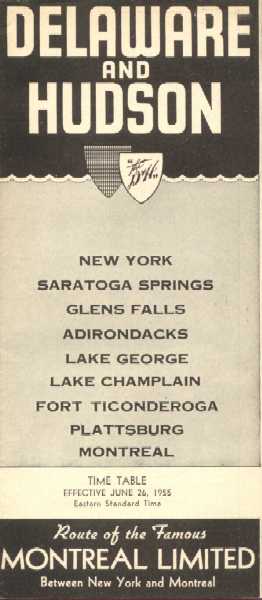 DELAWARE
AND
HUDSON
"The
D&H"
NEW YORK
SARATOGA SPRINGS
GLENS FALLS
ADIRONDACKS
LAKE GEORGE
LAKE CHAMPLAIN
FORT TICONDEROGA
PLATTSBURG
MONTREAL
TIME TABLE
EFFECTIVE JUNE 26, 1955
Eastern Standard Time
Route of the Famous
MONTREAL LIMITED
Between New York and Montreal